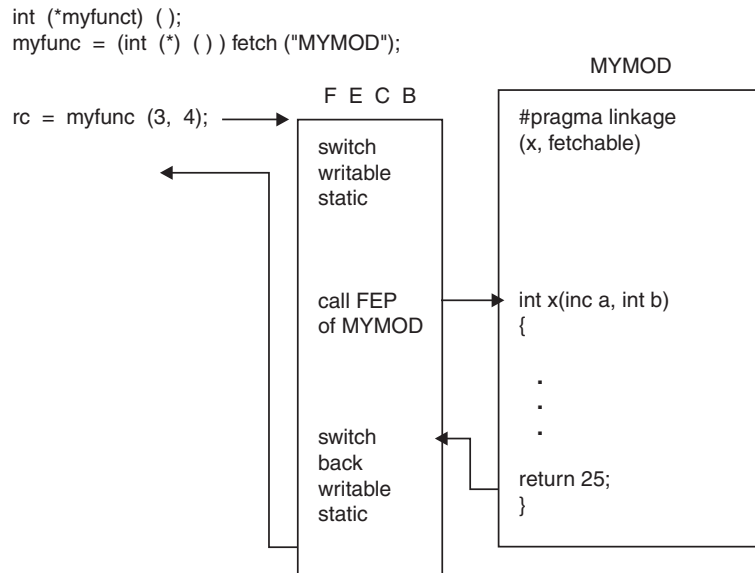 int (*myfunct) ( );
myfunc = (int (*) ( ) ) fetch ("MYMOD");
rc = myfunc (3, 4);
F E C B
switch
writable
static
call FEP
of MYMOD
switch
back
writable
static
MYMOD
#pragma linkage
(x, fetchable)
int x(inc a, int b)
{
.
.
.
return 25;
}